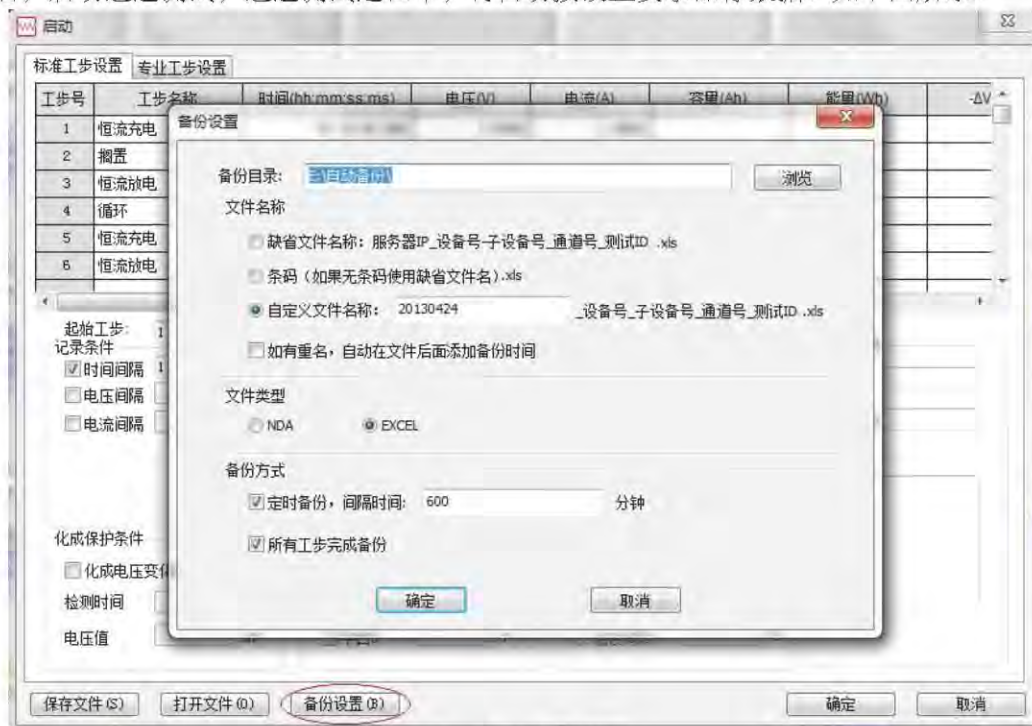 启动
标准工步设置 专业工步设置
工步号 工步名称 时间(hh:mm:ss:ms) 电压(V) 电流(A) 容量(Ah) 能量(Wh) -ΔV
1 恒流充电
2 搁置
3 恒流放电
4 循环
5 恒流充电
6 恒流放电
备份设置
备份目录: E:\自动备份\ 浏览
文件名称
缺省文件名称：服务器IP_设备号-子设备号_通道号_测试ID .xls
条码（如果无条码使用缺省文件名）.xls
自定义文件名称： 20130424 _设备号_子设备号_通道号_测试ID .xls
如有重名，自动在文件后面添加备份时间
文件类型
NDA EXCEL
备份方式
定时备份，间隔时间: 600 分钟
所有工步完成备份
确定 取消
起始工步: 1
记录条件
时间间隔 1
电压间隔
电流间隔
化成保护条件
化成电压变化
检测时间
电压值
保存文件(S) 打开文件(O) 备份设置(B) 确定 取消